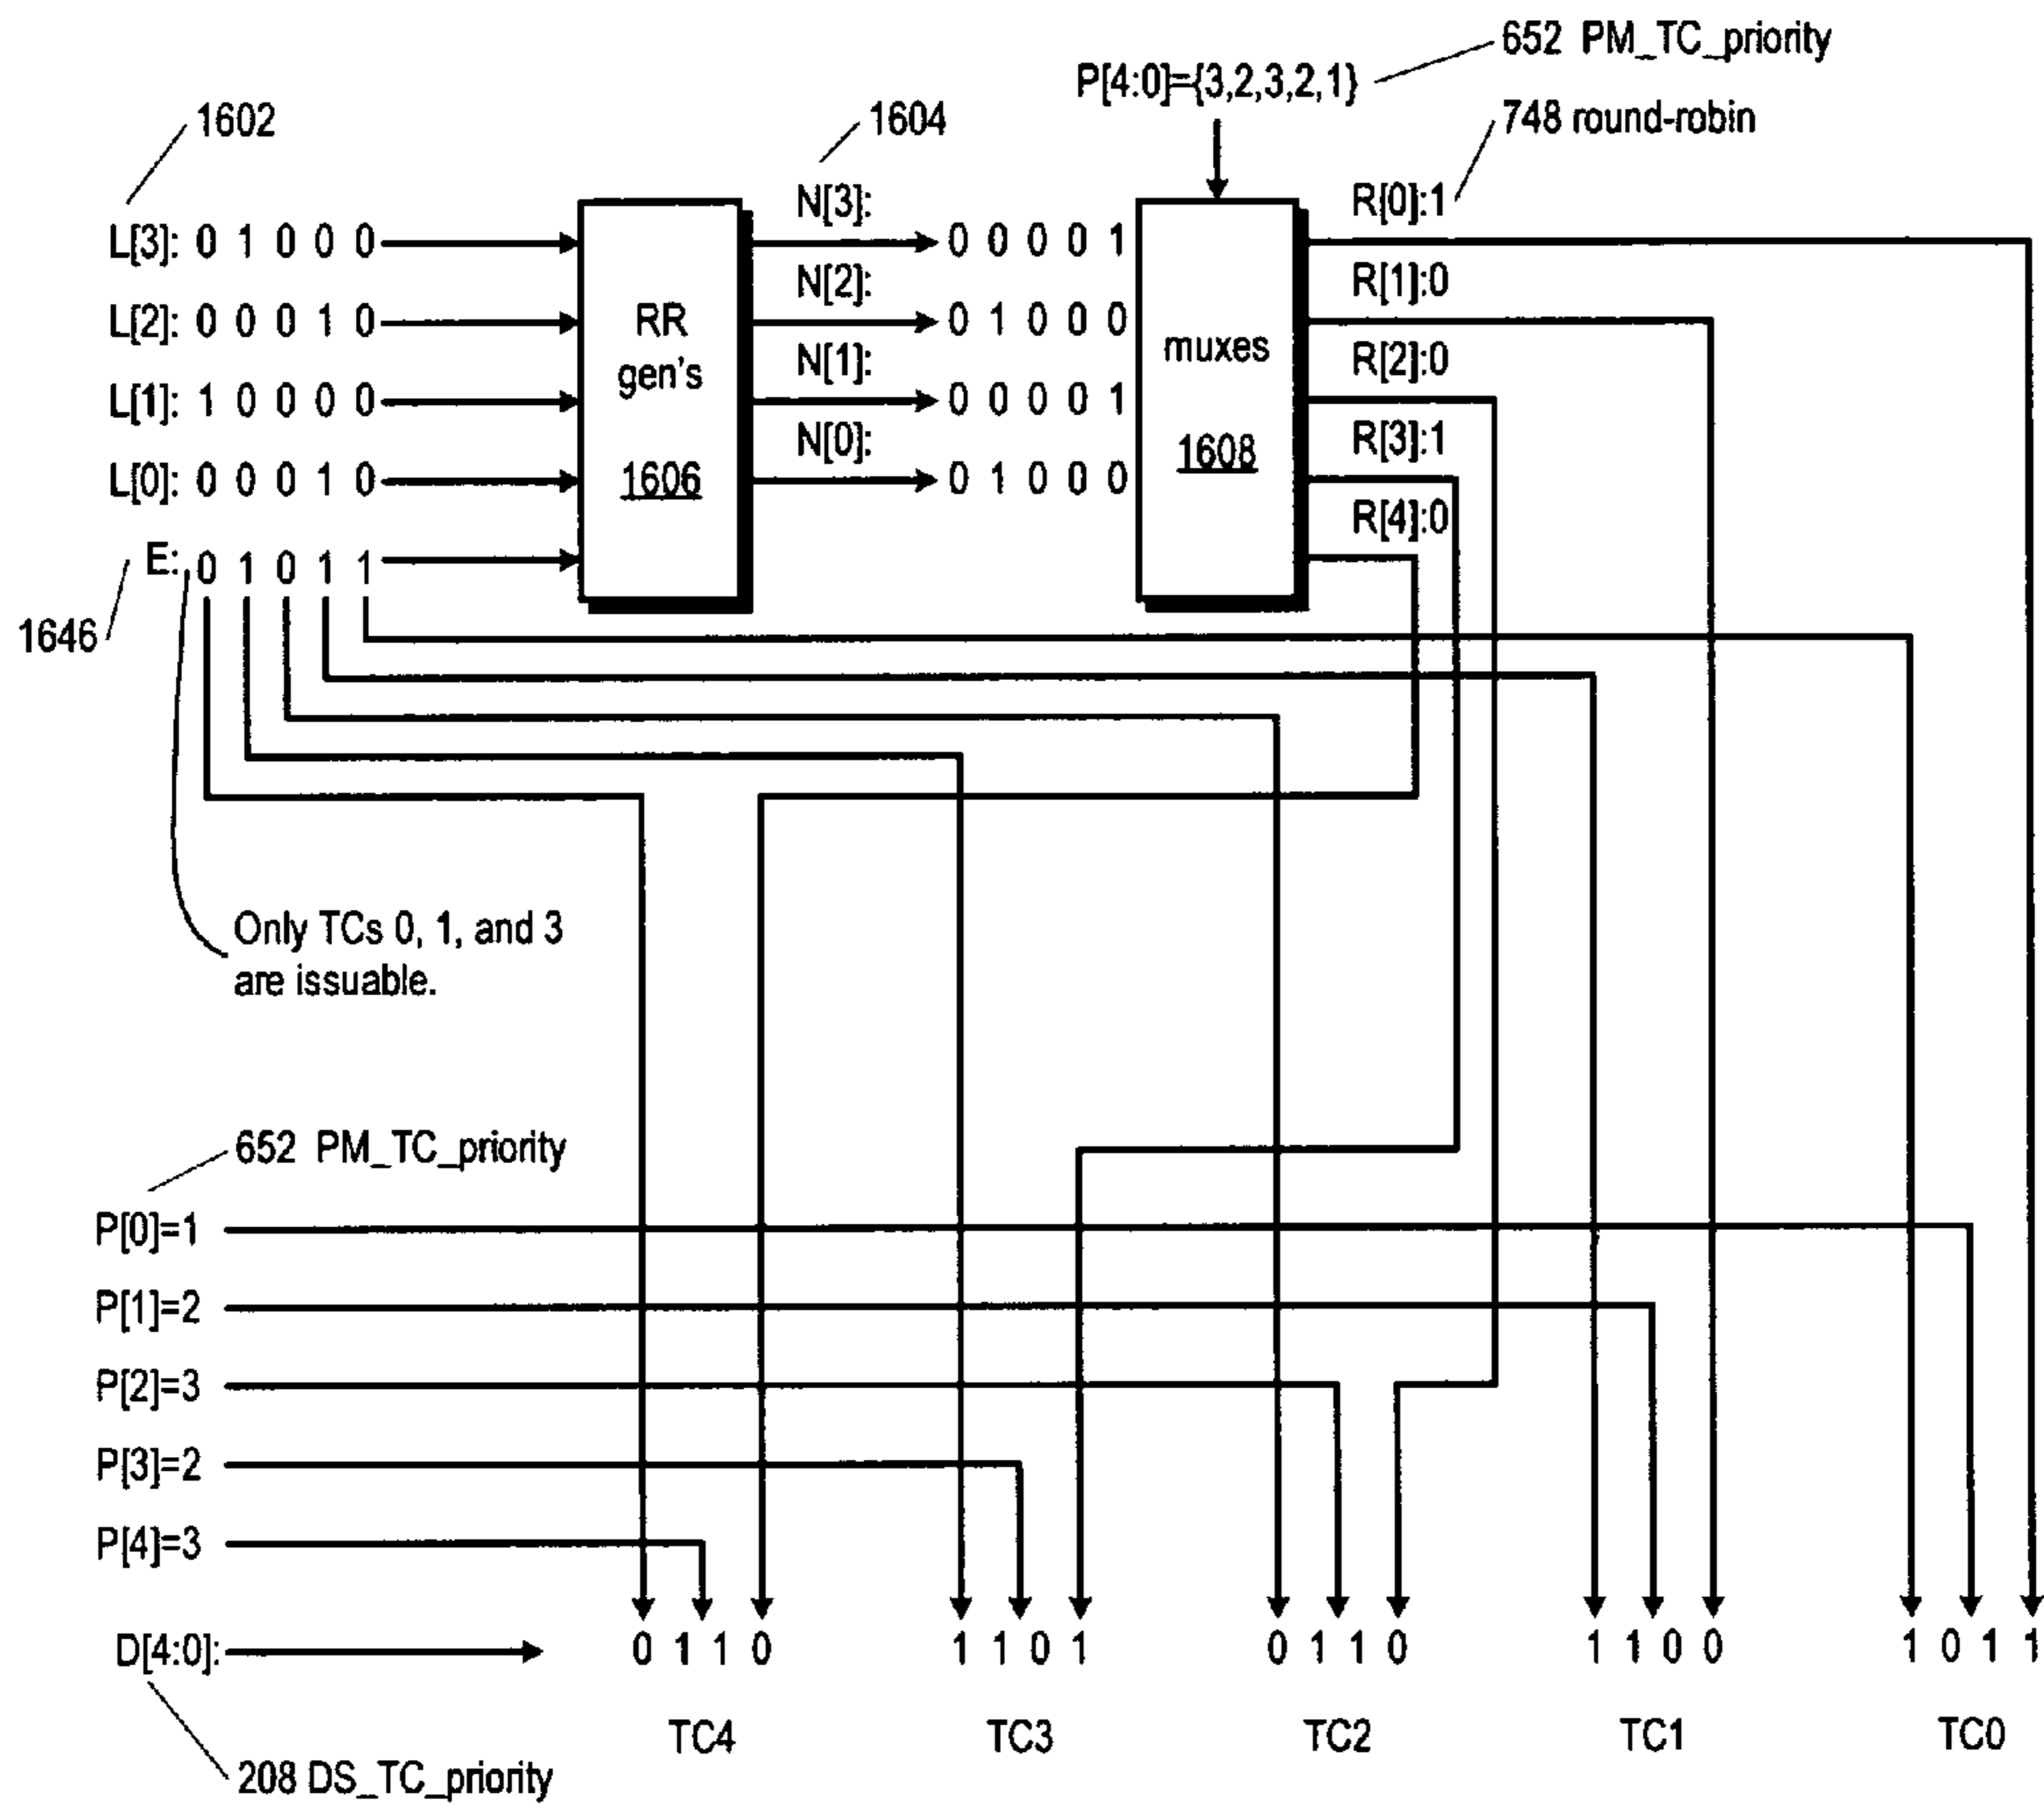 652 PM_TC_priority
P[4:0]={3,2,3,2,1}
1602
1604
748 round-robin
N[3]:
R[0]:1
L[3]: 0 1 0 0 0
0 0 0 0 1
N[2]:
R[1]:0
L[2]: 0 0 0 1 0
RR
gen's
1606
0 1 0 0 0
muxes
1608
N[1]:
R[2]:0
L[1]: 1 0 0 0 0
0 0 0 0 1
N[0]:
R[3]:1
L[0]: 0 0 0 1 0
0 1 0 0 0
R[4]:0
E: 0 1 0 1 1
1646
Only TCs 0, 1, and 3
are issuable.
652 PM_TC_priority
P[0]=1
P[1]=2
P[2]=3
P[3]=2
P[4]=3
D[4:0]: 0 1 1 0 1 1 0 1 0 1 1 0 1 1 0 0 1 0 1 1
TC4 TC3 TC2 TC1 TC0
208 DS_TC_priority